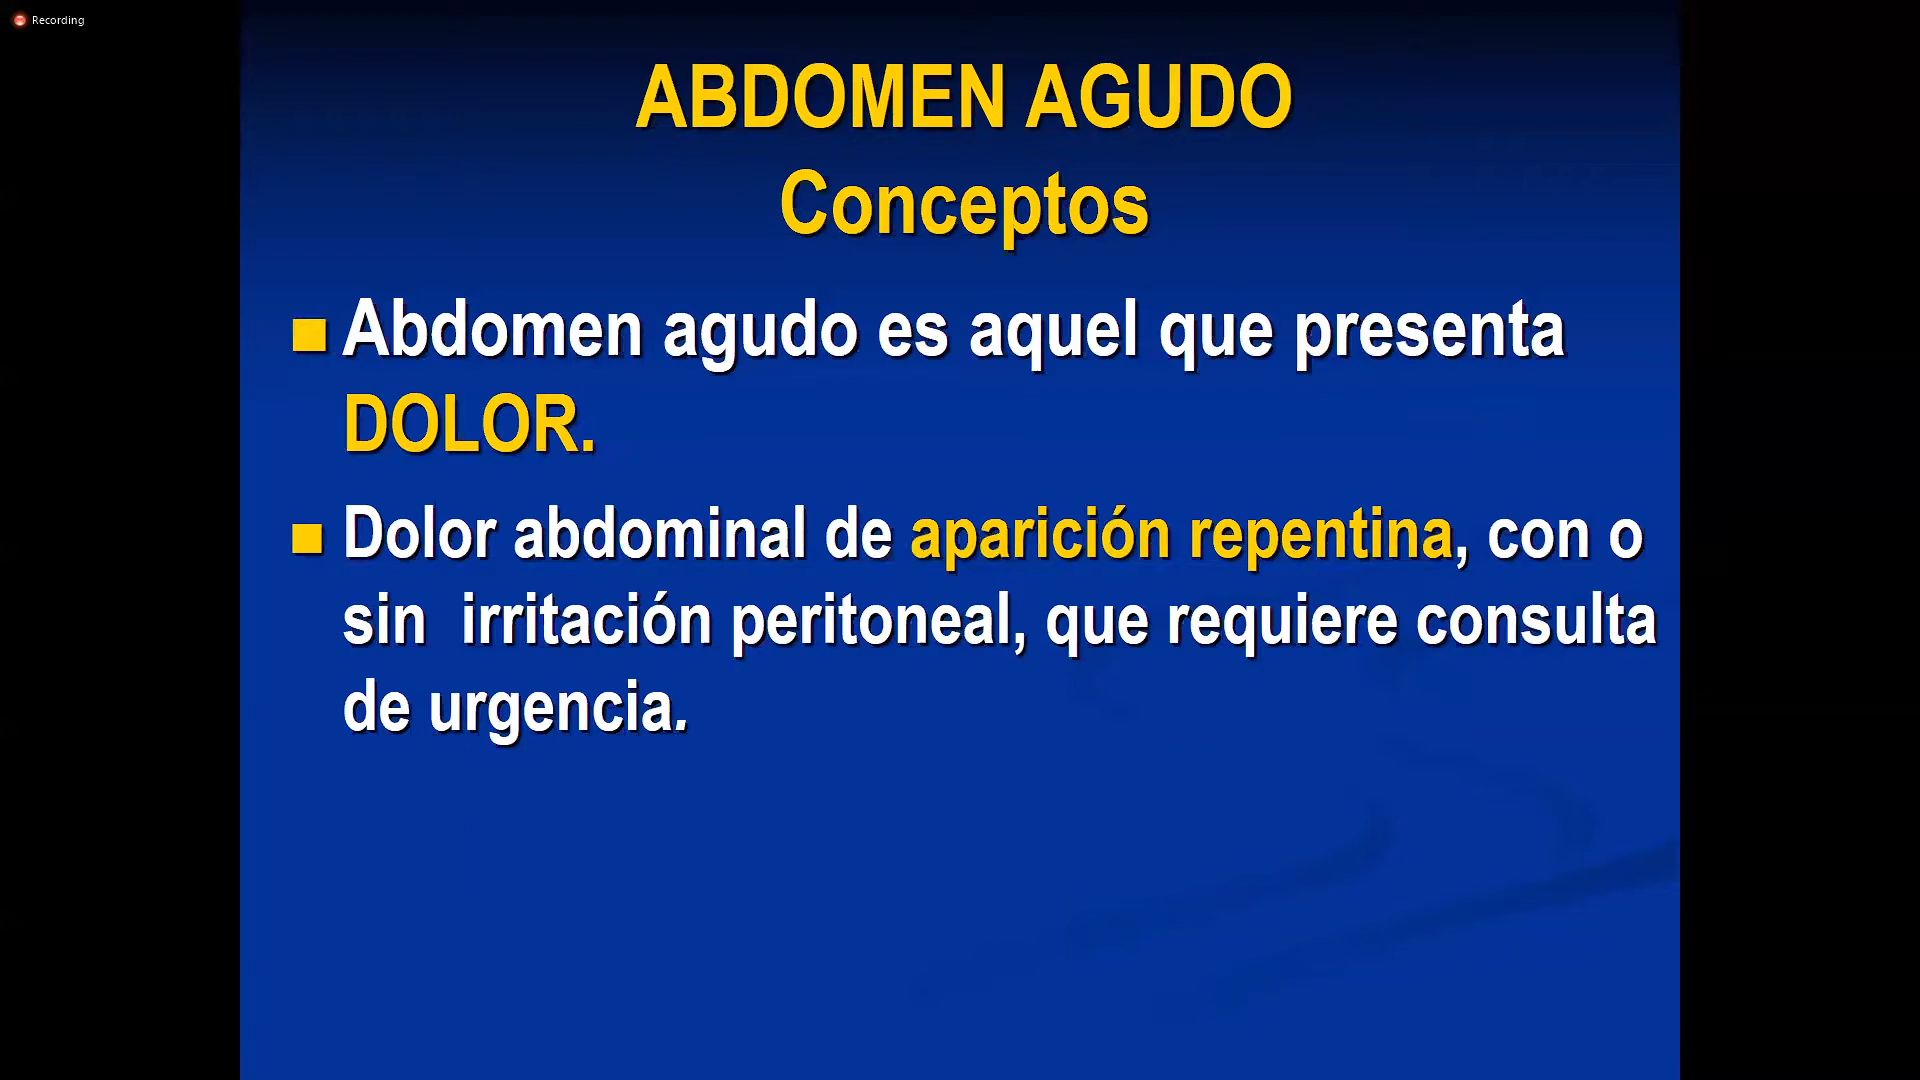 Recording
ABDOMEN AGUDO
Conceptos
Abdomen agudo es aquel que presenta
DOLOR.
Dolor abdominal de aparición repentina, con o
sin irritación peritoneal, que requiere consulta
de urgencia.